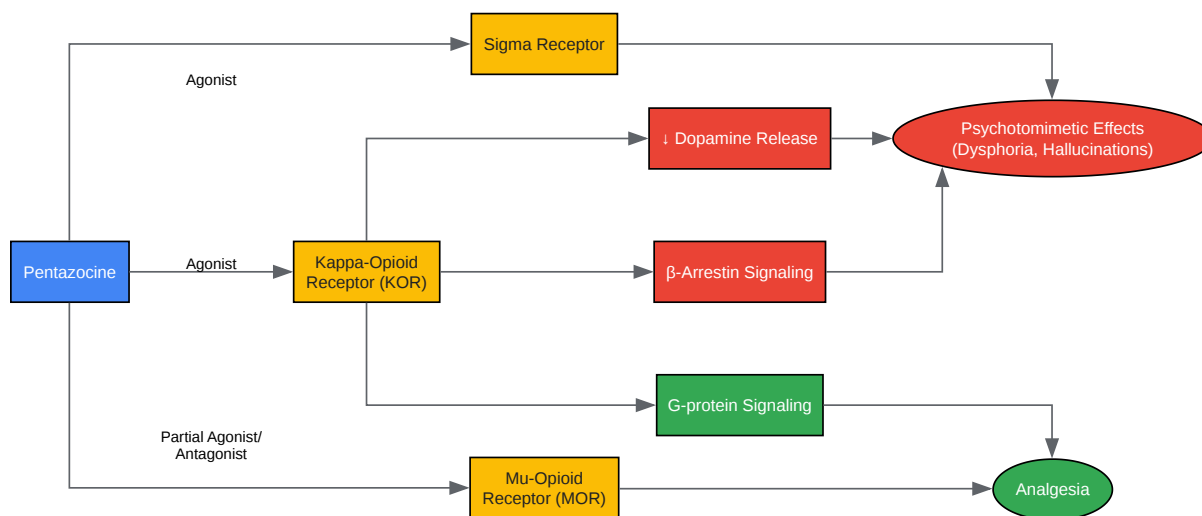 Sigma Receptor
Agonist
↓ Dopamine Release
Psychotomimetic Effects
(Dysphoria, Hallucinations)
Pentazocine
Agonist
Kappa-Opioid
Receptor (KOR)
β-Arrestin Signaling
G-protein Signaling
Partial Agonist/
Antagonist
Mu-Opioid
Receptor (MOR)
Analgesia